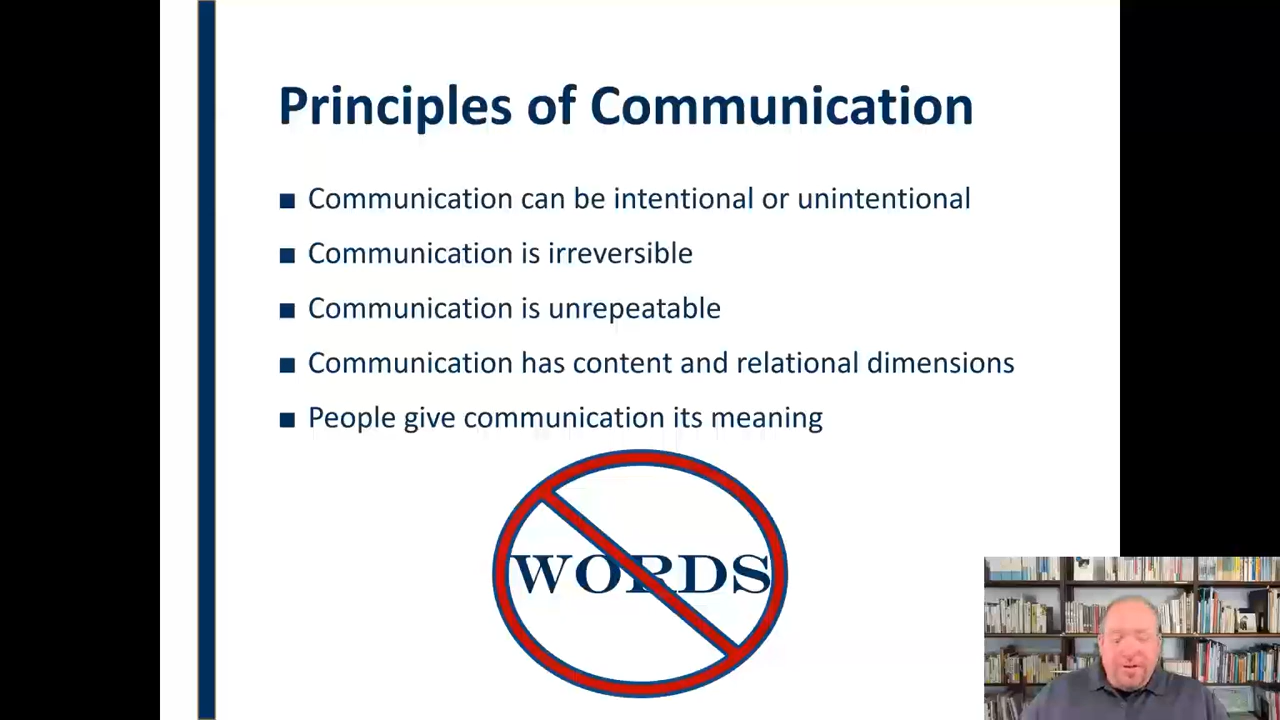 Principles of Communication
■ Communication can be intentional or unintentional
■ Communication is irreversible
■ Communication is unrepeatable
■ Communication has content and relational dimensions
■ People give communication its meaning
WORDS